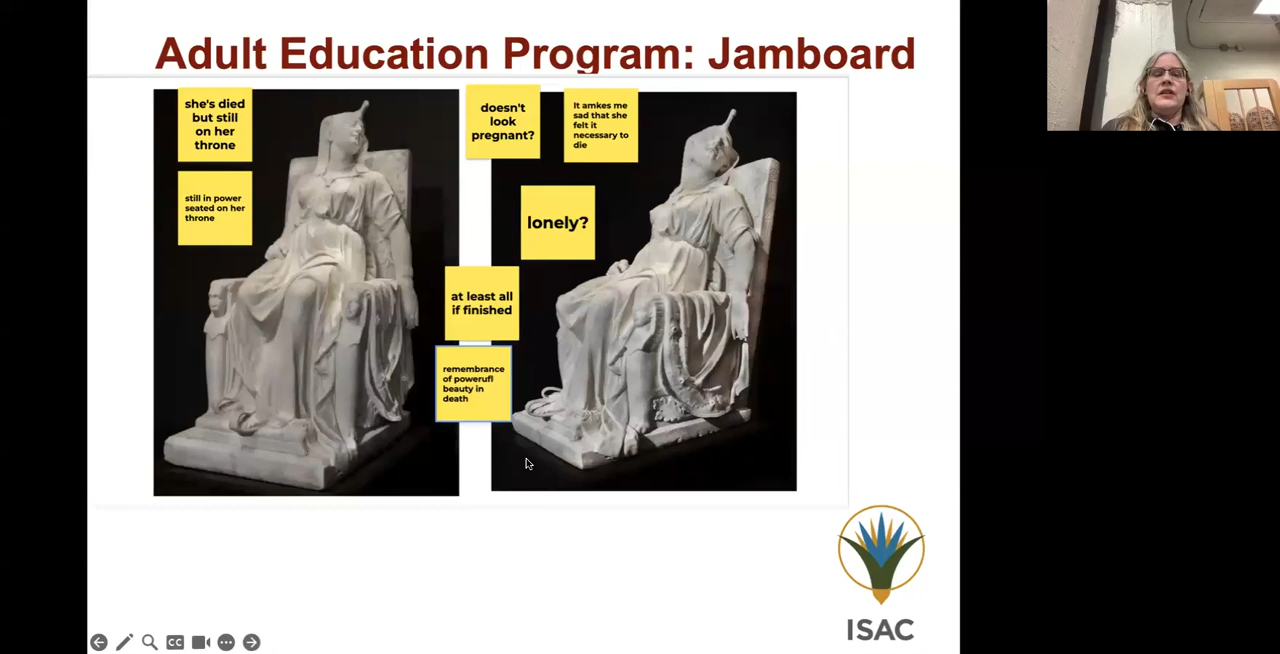 Adult Education Program: Jamboard
she's died
but still
on her
throne
still in power
seated on her
throne
doesn't
look
pregnant?
It amkes me
sad that she
felt it
necessary to
die
lonely?
at least all
if finished
remembrance
of powerufl
beauty in
death
ISAC
CC